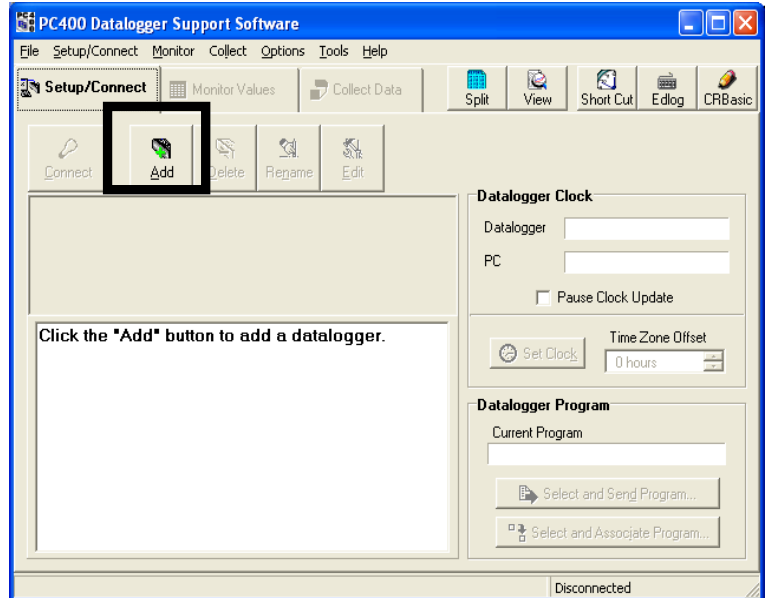 PC400 Datalogger Support Software
File Setup/Connect Monitor Collect Options Tools Help
Setup/Connect Monitor Values Collect Data
Split View Short Cut Edlog CRBasic
Connect Add Delete Rename Edit
Datalogger Clock
Datalogger
PC
Pause Clock Update
Click the "Add" button to add a datalogger.
Time Zone Offset
Set Clock 0 hours
Datalogger Program
Current Program
Select and Send Program...
Select and Associate Program...
Disconnected